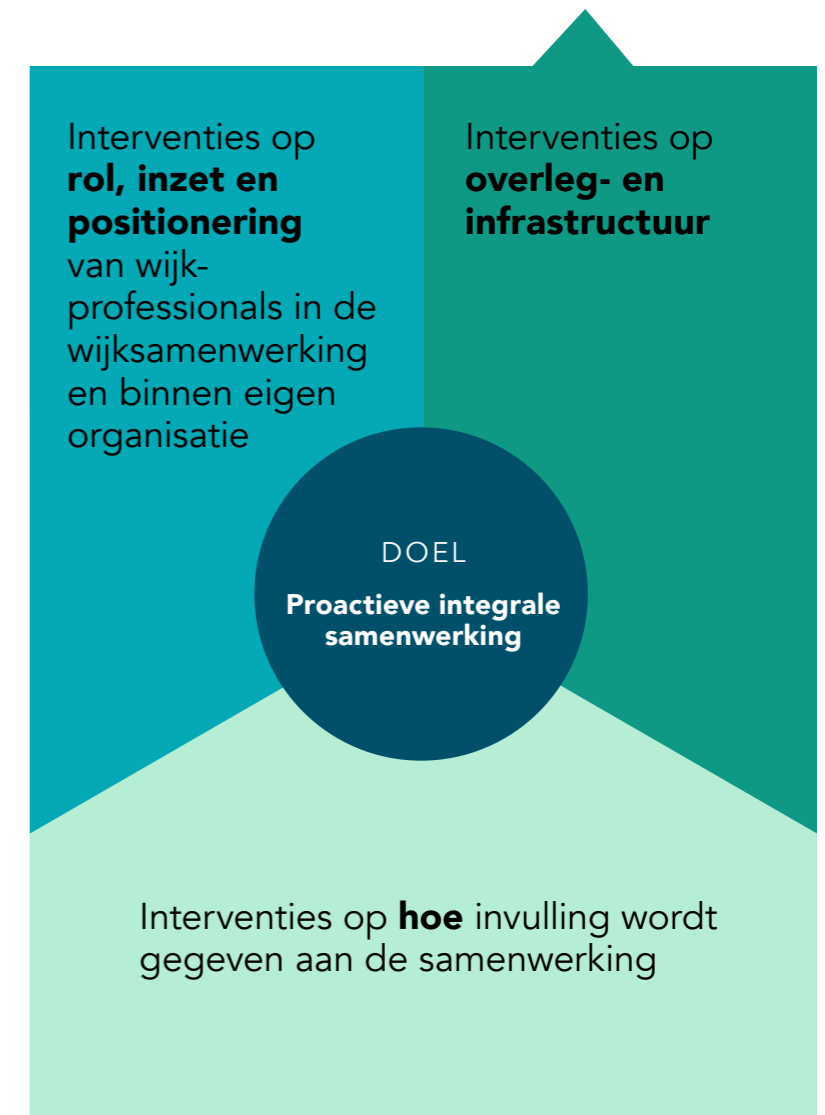 Interventies op
rol, inzet en
positionering
van wijk-
professionals in de
wijksamenwerking
en binnen eigen
organisatie
Interventies op
overleg- en
infrastructuur
DOEL
Proactieve integrale
samenwerking
Interventies op hoe invulling wordt
gegeven aan de samenwerking